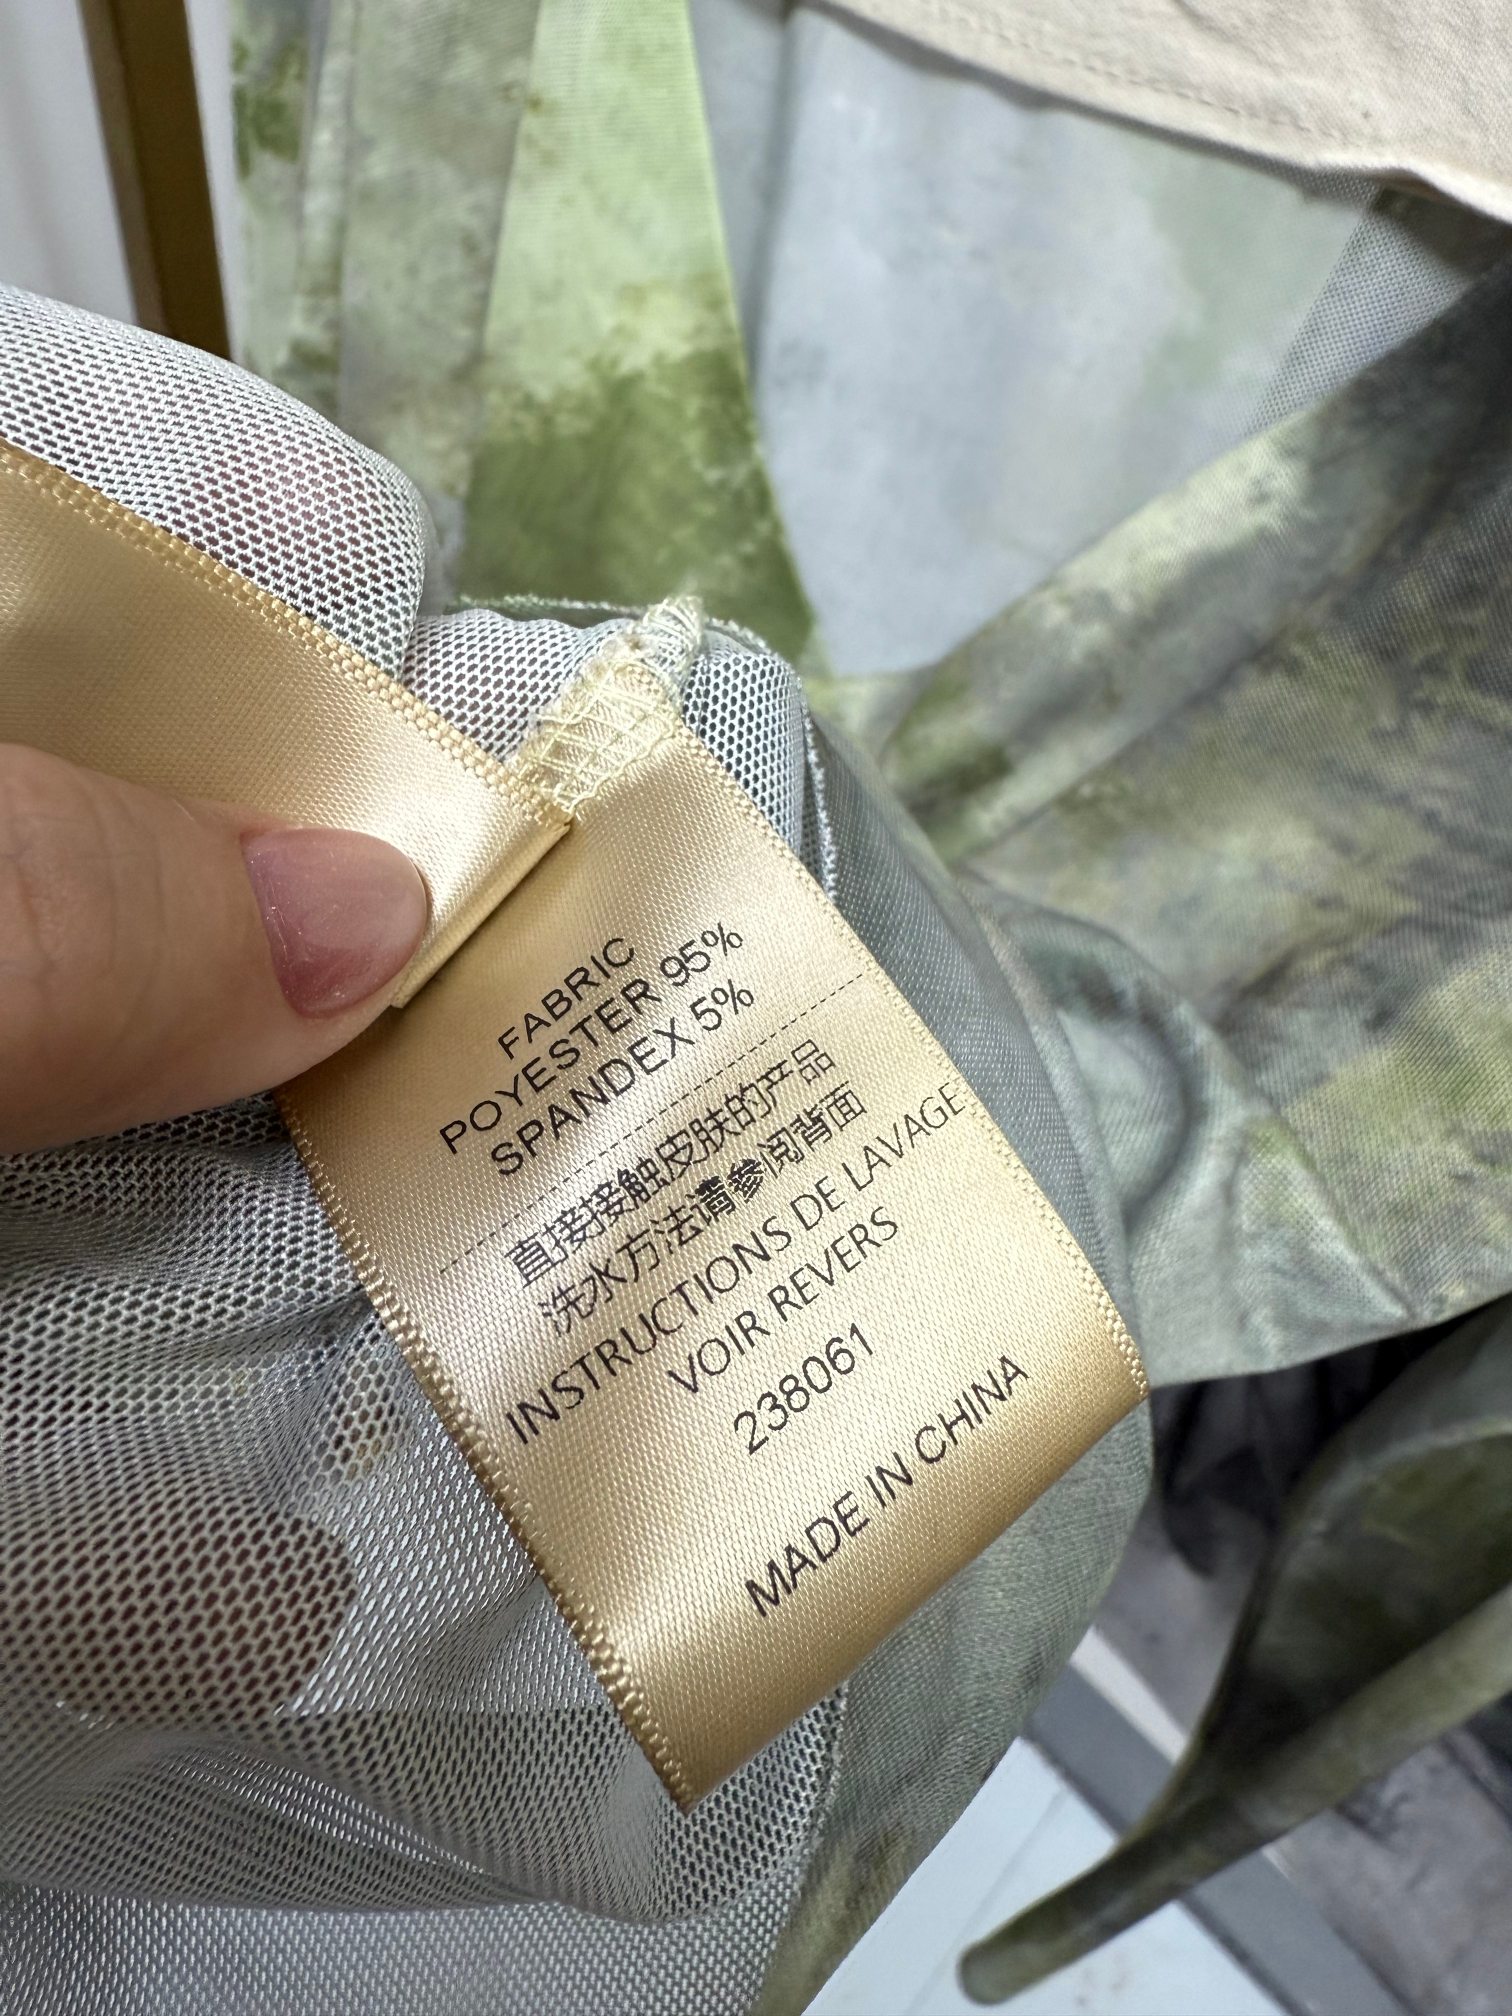 FABRIC
POYESTER 95%
SPANDEX 5%
直接接触皮肤的产品
洗水方法请参阅背面
INSTRUCTIONS DE LAVAGE
VOIR REVERS
238061
MADE IN CHINA